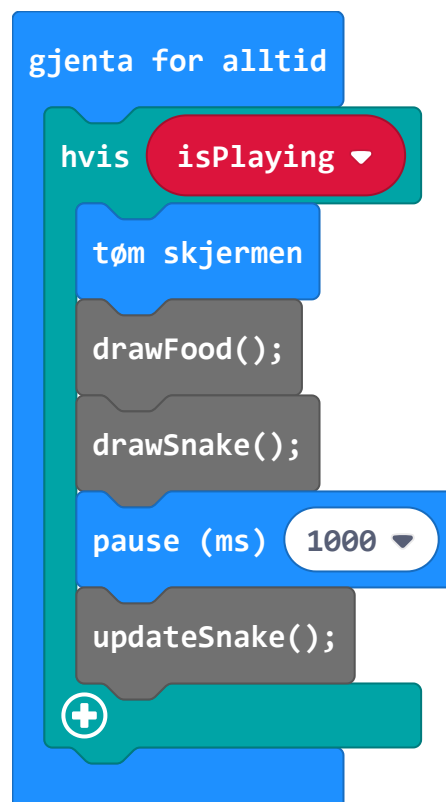 gjenta for alltid
hvis isPlaying
tøm skjermen
drawFood();
drawSnake();
pause (ms) 1000
updateSnake();